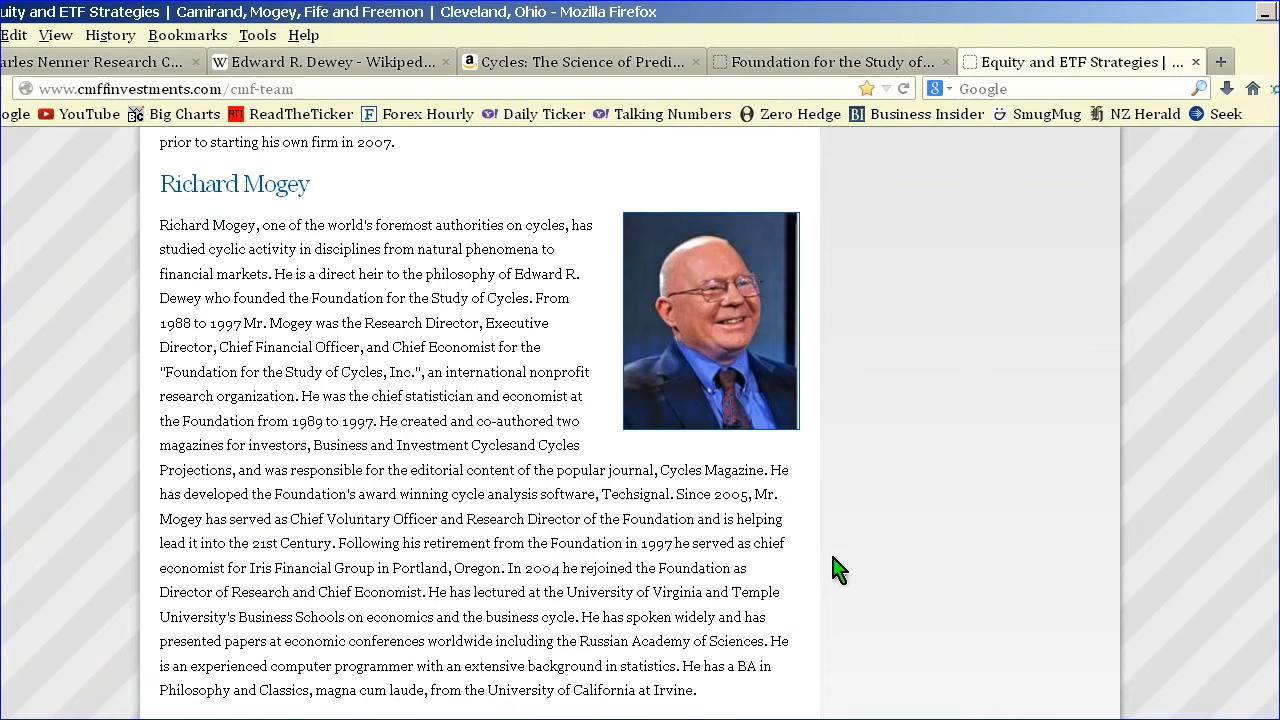 uity and ETF Strategies | Camirand, Mogey, Fife and Freemon | Cleveland, Ohio - Mozilla Firefox
Edit View History Bookmarks Tools Help
arles Nenner Research C... Edward R. Dewey - Wikiped... Cycles: The Science of Predi... Foundation for the Study of... Equity and ETF Strategies | ...
www.cmffinvestments.com/cnf-team Google
ogle YouTube Big Charts ReadTheTicker Forex Hourly Daily Ticker Talking Numbers Zero Hedge Business Insider SmugMug NZ Herald Seek
prior to starting his own firm in 2007.
Richard Mogey
Richard Mogey, one of the world's foremost authorities on cycles, has
studied cyclic activity in disciplines from natural phenomena to
financial markets. He is a direct heir to the philosophy of Edward R.
Dewey who founded the Foundation for the Study of Cycles. From
1988 to 1997 Mr. Mogey was the Research Director, Executive
Director, Chief Financial Officer, and Chief Economist for the
"Foundation for the Study of Cycles, Inc.", an international nonprofit
research organization. He was the chief statistician and economist at
the Foundation from 1989 to 1997. He created and co-authored two
magazines for investors, Business and Investment Cyclesand Cycles
Projections, and was responsible for the editorial content of the popular journal, Cycles Magazine. He
has developed the Foundation's award winning cycle analysis software, Techsignal. Since 2005, Mr.
Mogey has served as Chief Voluntary Officer and Research Director of the Foundation and is helping
lead it into the 21st Century. Following his retirement from the Foundation in 1997 he served as chief
economist for Iris Financial Group in Portland, Oregon. In 2004 he rejoined the Foundation as
Director of Research and Chief Economist. He has lectured at the University of Virginia and Temple
University's Business Schools on economics and the business cycle. He has spoken widely and has
presented papers at economic conferences worldwide including the Russian Academy of Sciences. He
is an experienced computer programmer with an extensive background in statistics. He has a BA in
Philosophy and Classics, magna cum laude, from the University of California at Irvine.